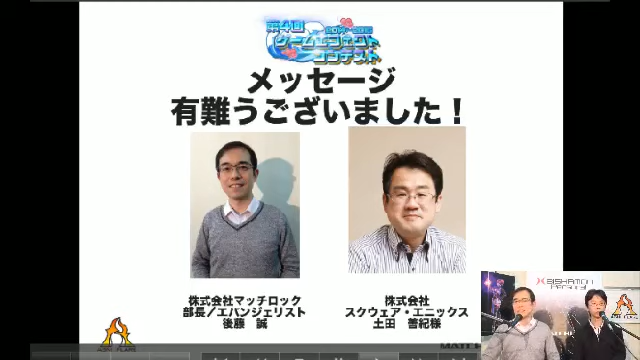 第4回
ゲームエフェクト
コンテスト
メッセージ
有難うございました！
株式会社マッチロック
部長／エバンジェリスト
後藤 誠
株式会社
スクウェア・エニックス
土田 善紀様
BISHAMON